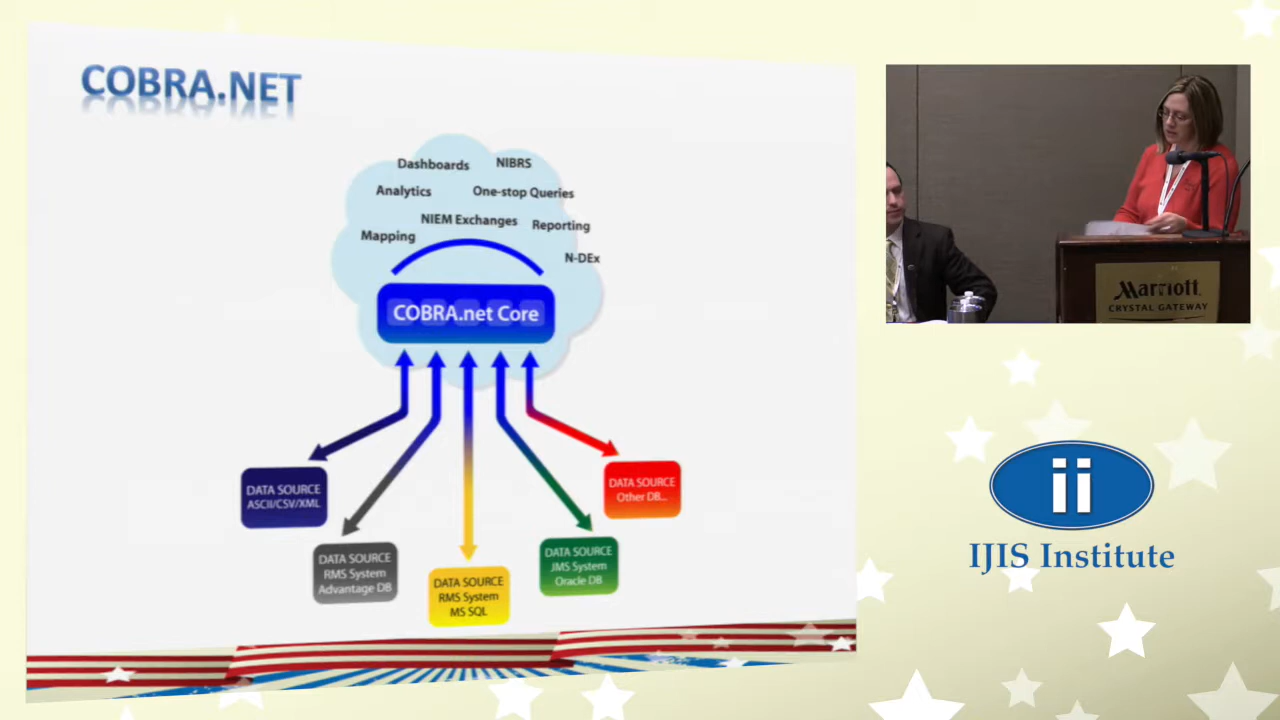 COBRA.NET
Dashboards
NIBRS
Analytics
One-stop Queries
NIEM Exchanges
Reporting
Mapping
N-DEx
COBRA.net Core
DATA SOURCE
ASCII/CSV/XML
DATA SOURCE
RMS System
Advantage DB
DATA SOURCE
RMS System
MS SQL
DATA SOURCE
JMS System
Oracle DB
DATA SOURCE
Other DB...
Marriott
CRYSTAL GATEWAY
ii
IJIS Institute